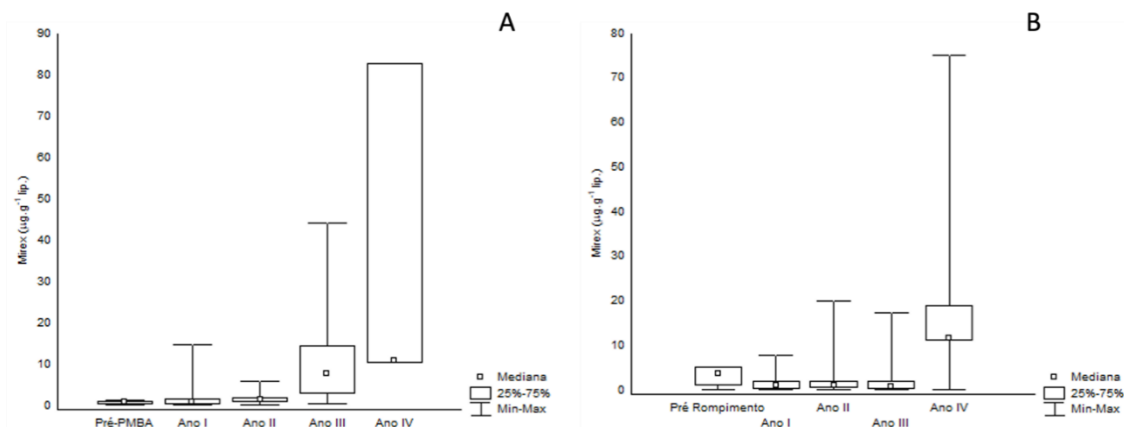 A
90
80
70
60
50
40
30
20
10
0
Mirex (µg.g⁻¹ lip.)
Pré-PMBA Ano I Ano II Ano III Ano IV
Mediana
25%-75%
Min-Max
B
80
70
60
50
40
30
20
10
0
Mirex (µg.g⁻¹ lip.)
Pré Rompimento Ano II Ano IV
Ano I Ano III
Mediana
25%-75%
Min-Max